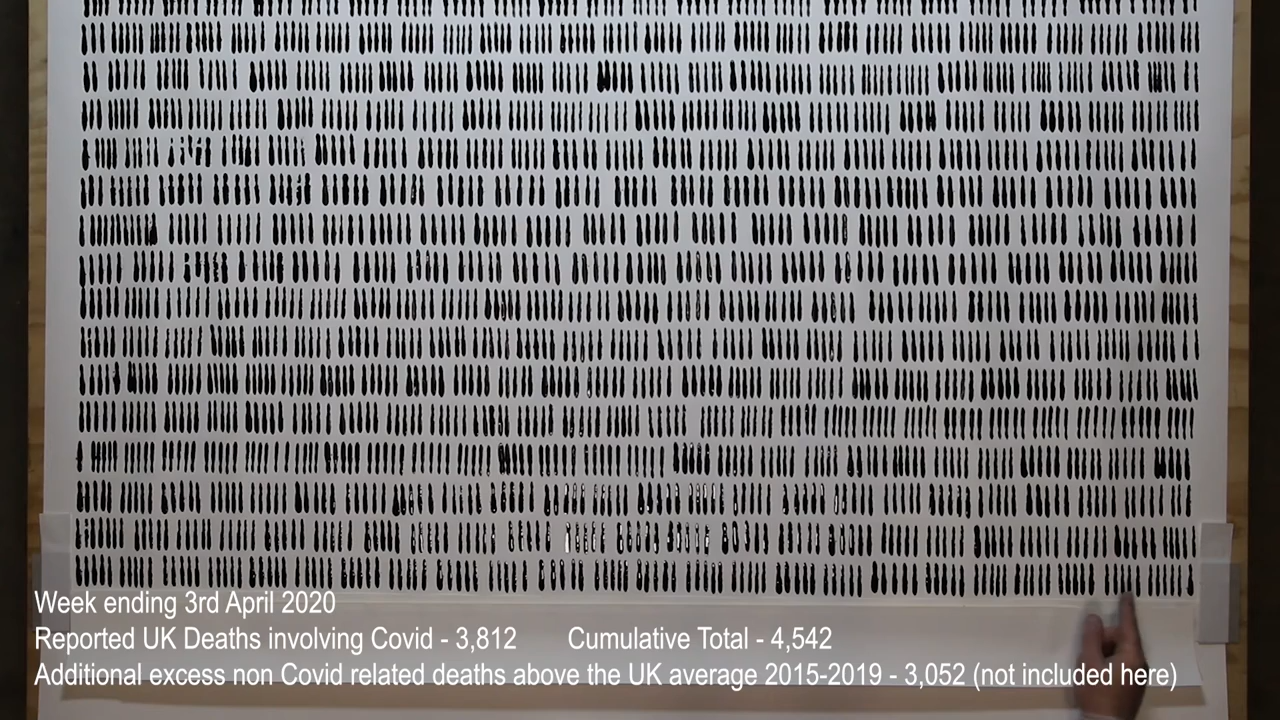 Week ending 3rd April 2020
Reported UK Deaths involving Covid - 3,812 Cumulative Total - 4,542
Additional excess non Covid related deaths above the UK average 2015-2019 - 3,052 (not included here)